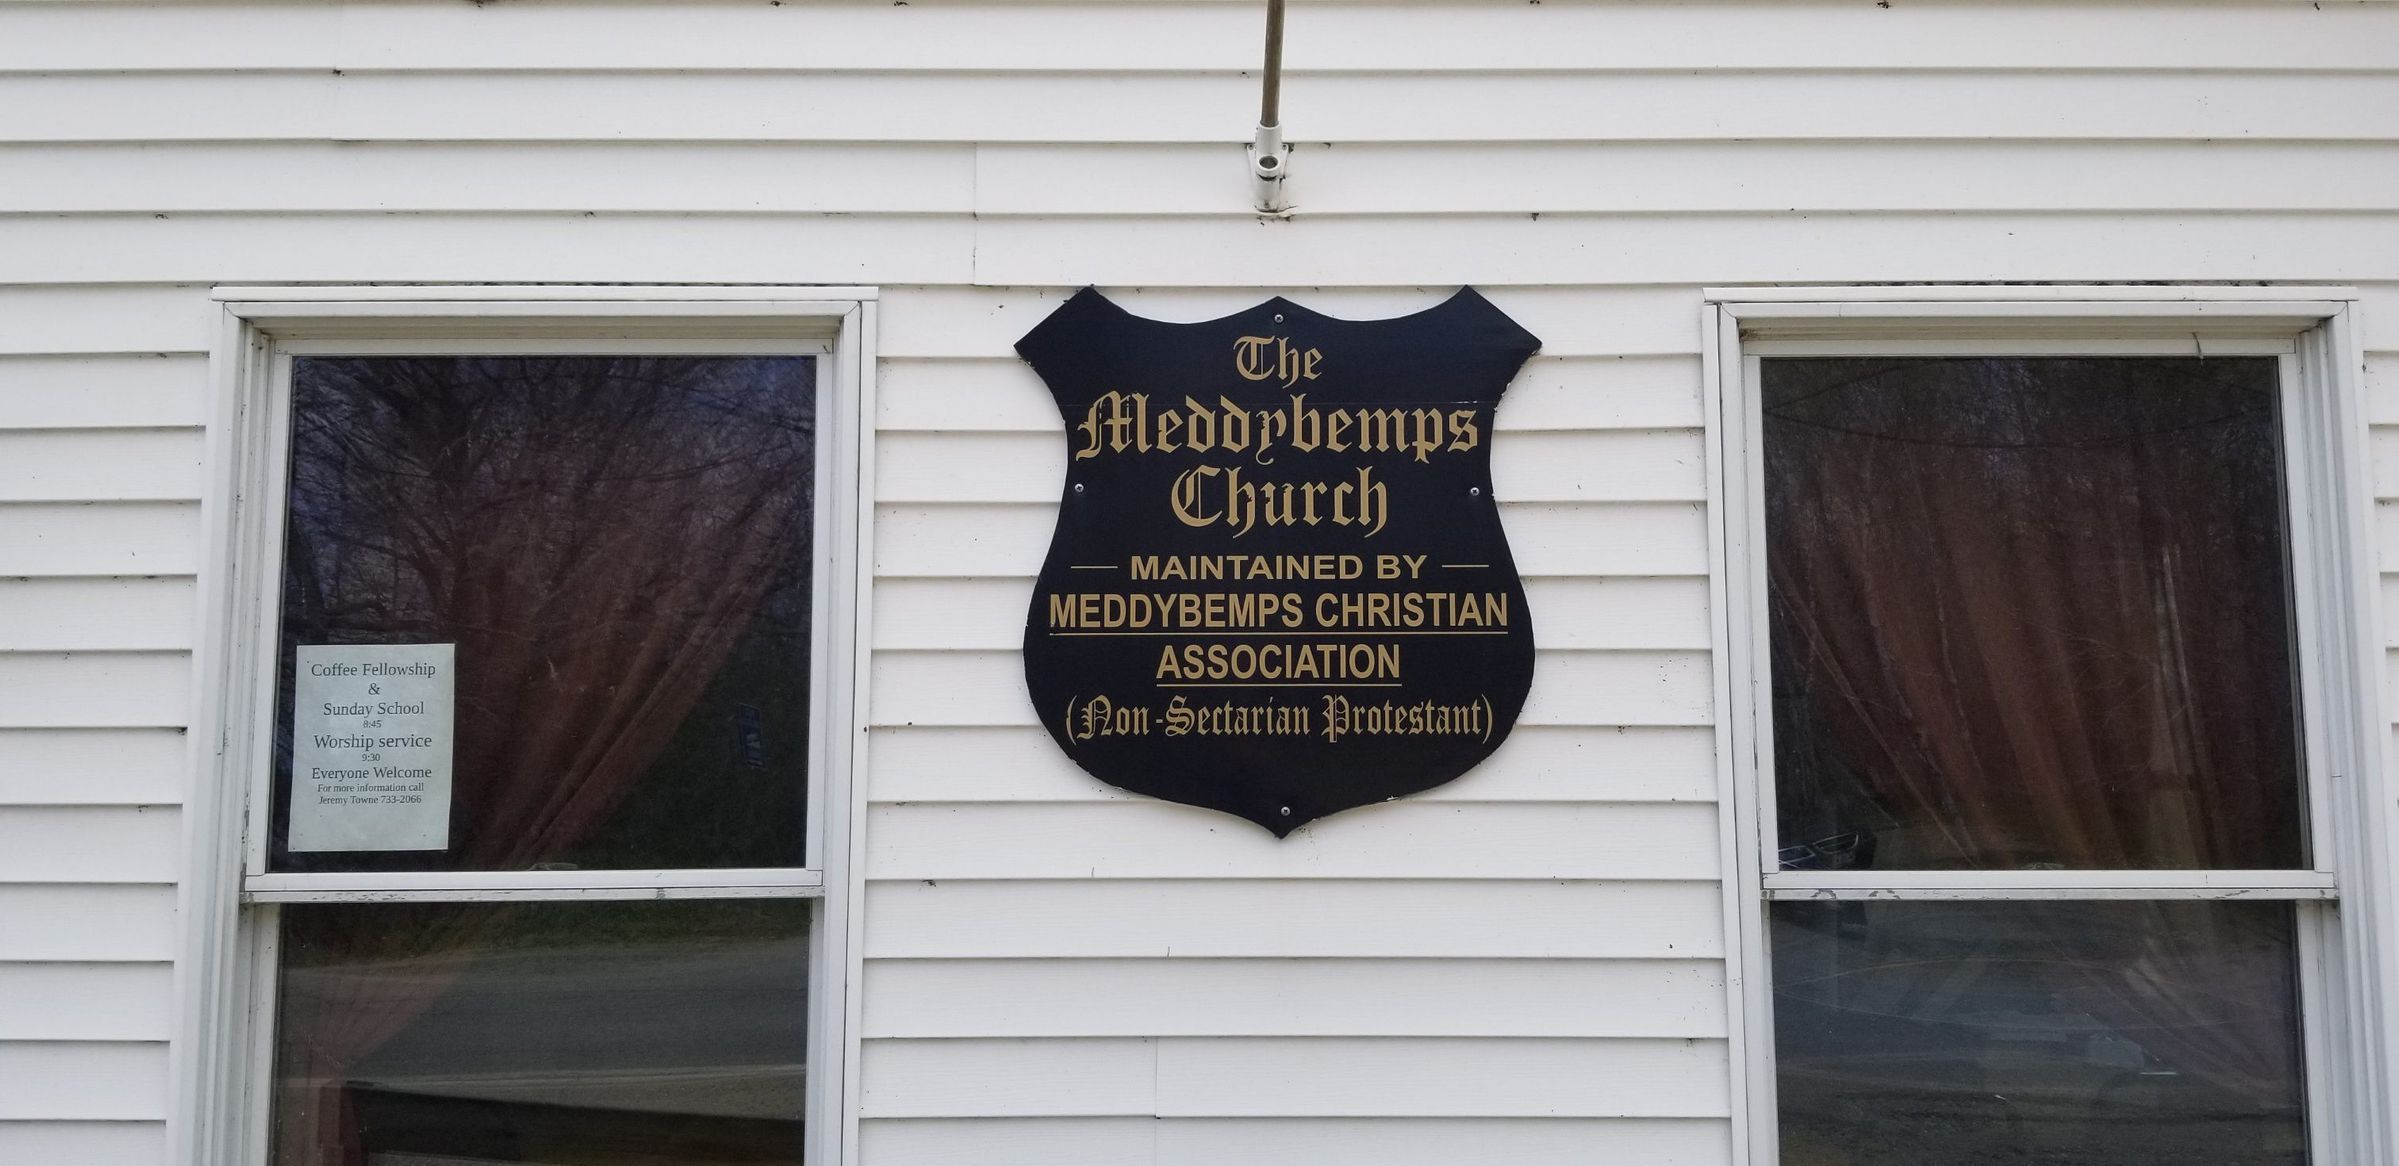 The
Meddybemps
Church
MAINTAINED BY
MEDDYBEMPS CHRISTIAN
ASSOCIATION
(Non-Sectarian Protestant)
Coffee Fellowship
&
Sunday School
8:45
Worship service
9:30
Everyone Welcome
For more information call
Jeremy Towne 733-2066